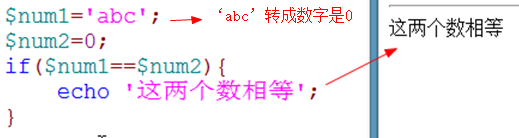 $num1='abc'; ‘abc’转成数字是0
$num2=0;
if($num1==$num2){
echo '这两个数相等';
}
这两个数相等